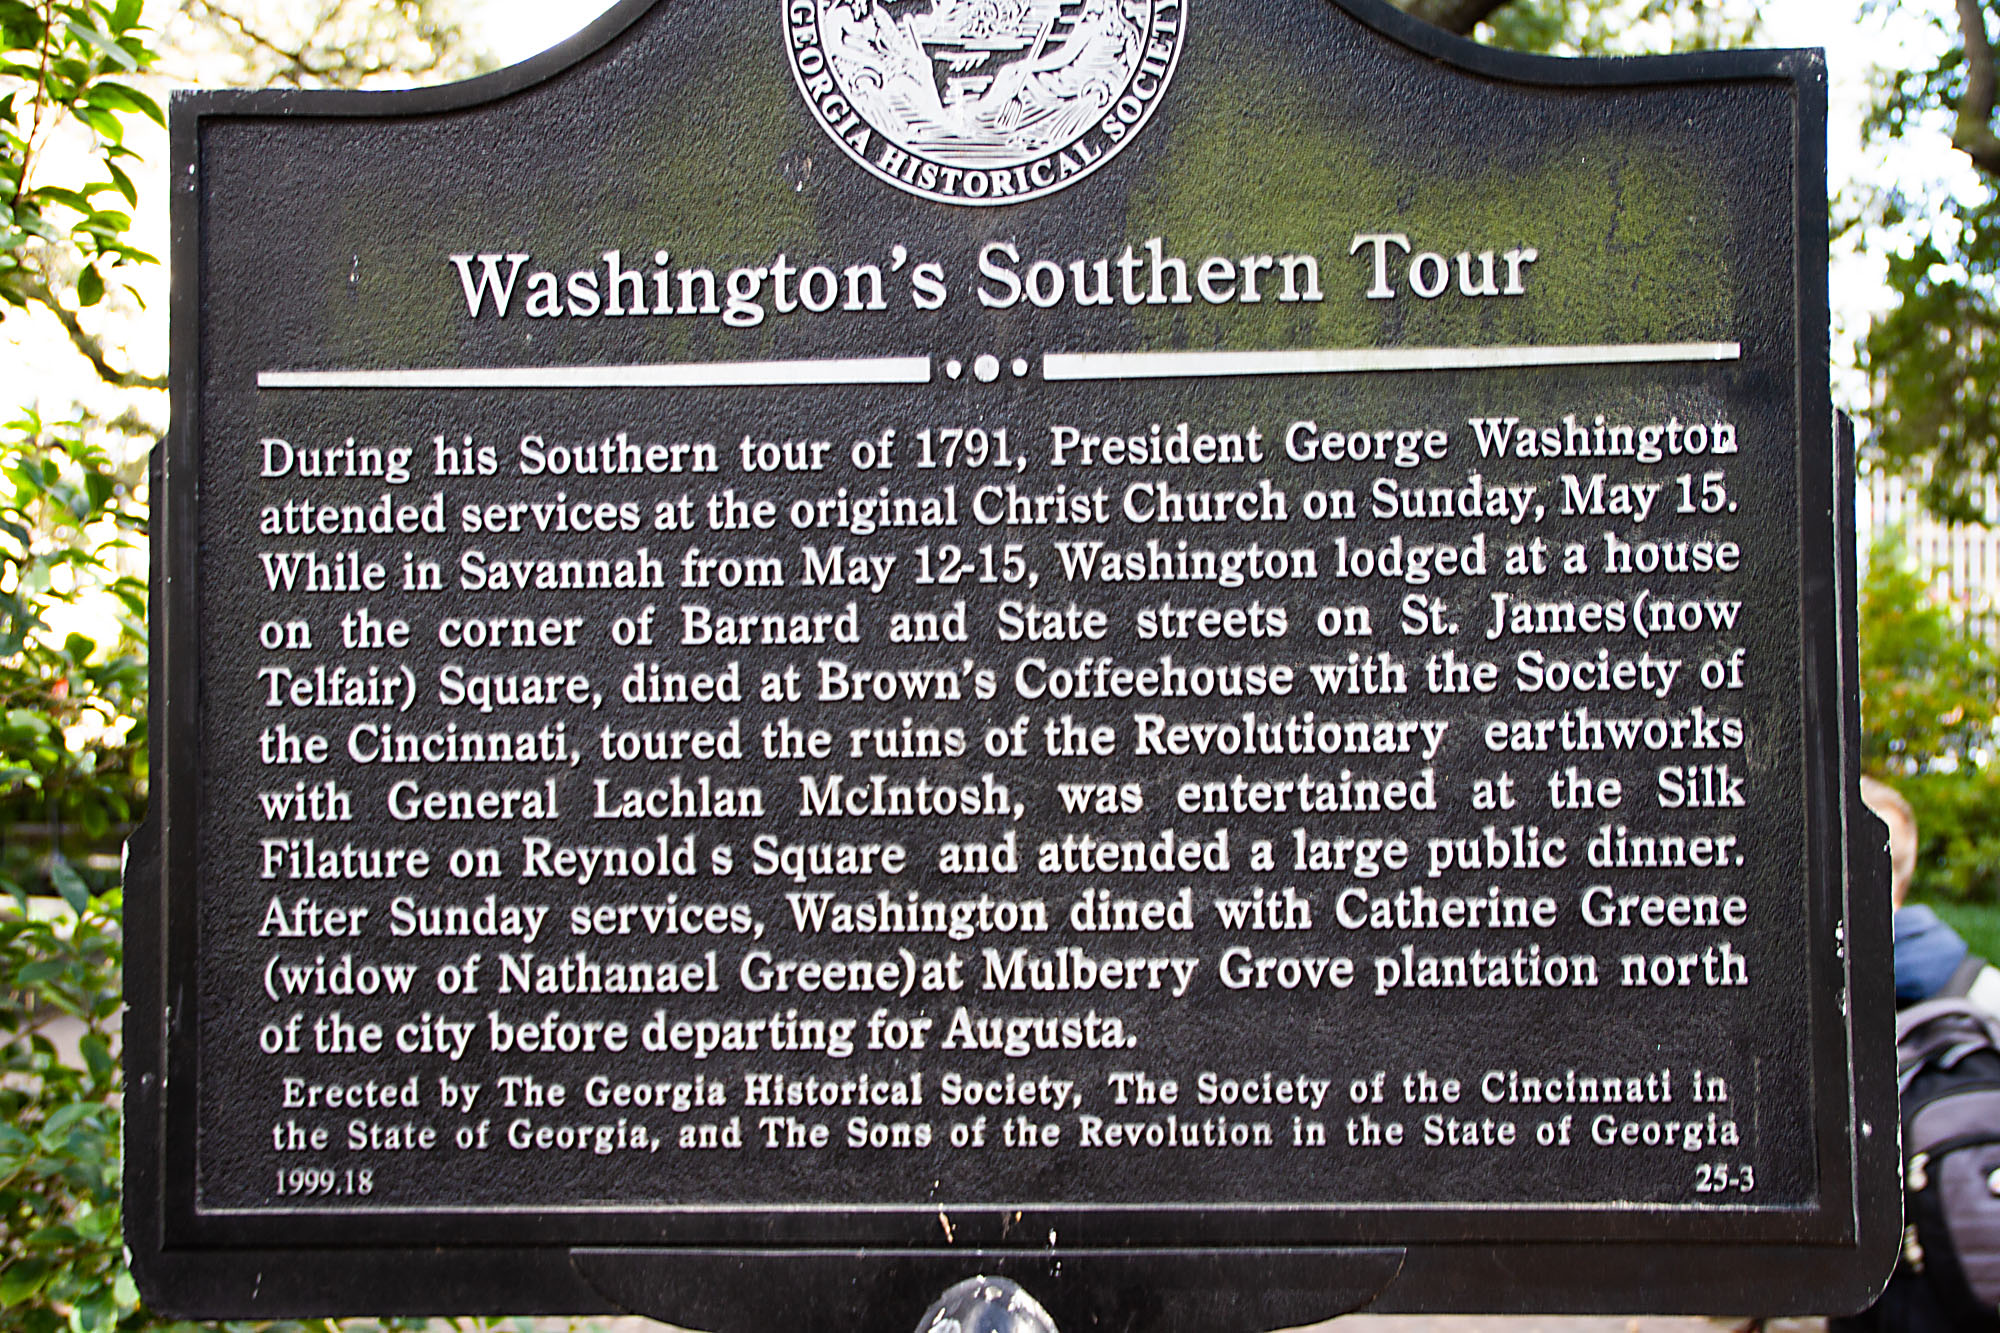 GEORGIA HISTORICAL SOCIETY
Washington's Southern Tour
During his Southern tour of 1791, President George Washington
attended services at the original Christ Church on Sunday, May 15.
While in Savannah from May 12-15, Washington lodged at a house
on the corner of Barnard and State streets on St. James(now
Telfair) Square, dined at Brown's Coffeehouse with the Society of
the Cincinnati, toured the ruins of the Revolutionary earthworks
with General Lachlan McIntosh, was entertained at the Silk
Filature on Reynold s Square and attended a large public dinner.
After Sunday services, Washington dined with Catherine Greene
(widow of Nathanael Greene)at Mulberry Grove plantation north
of the city before departing for Augusta.
Erected by The Georgia Historical Society, The Society of the Cincinnati in
the State of Georgia, and The Sons of the Revolution in the State of Georgia
1999.18 25-3